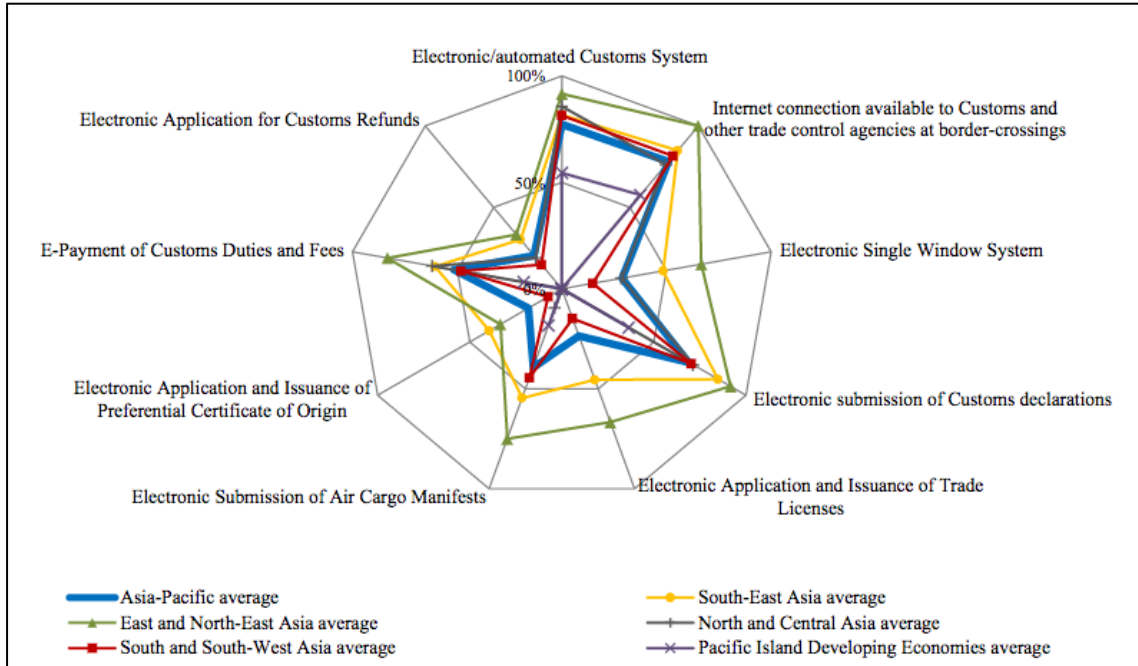 Electronic/automated Customs System
100%
Electronic Application for Customs Refunds
Internet connection available to Customs and
other trade control agencies at border-crossings
50%
E-Payment of Customs Duties and Fees
Electronic Single Window System
0%
Electronic Application and Issuance of
Preferential Certificate of Origin
Electronic submission of Customs declarations
Electronic Submission of Air Cargo Manifests
Electronic Application and Issuance of Trade
Licenses
Asia-Pacific average
South-East Asia average
East and North-East Asia average
North and Central Asia average
South and South-West Asia average
Pacific Island Developing Economies average